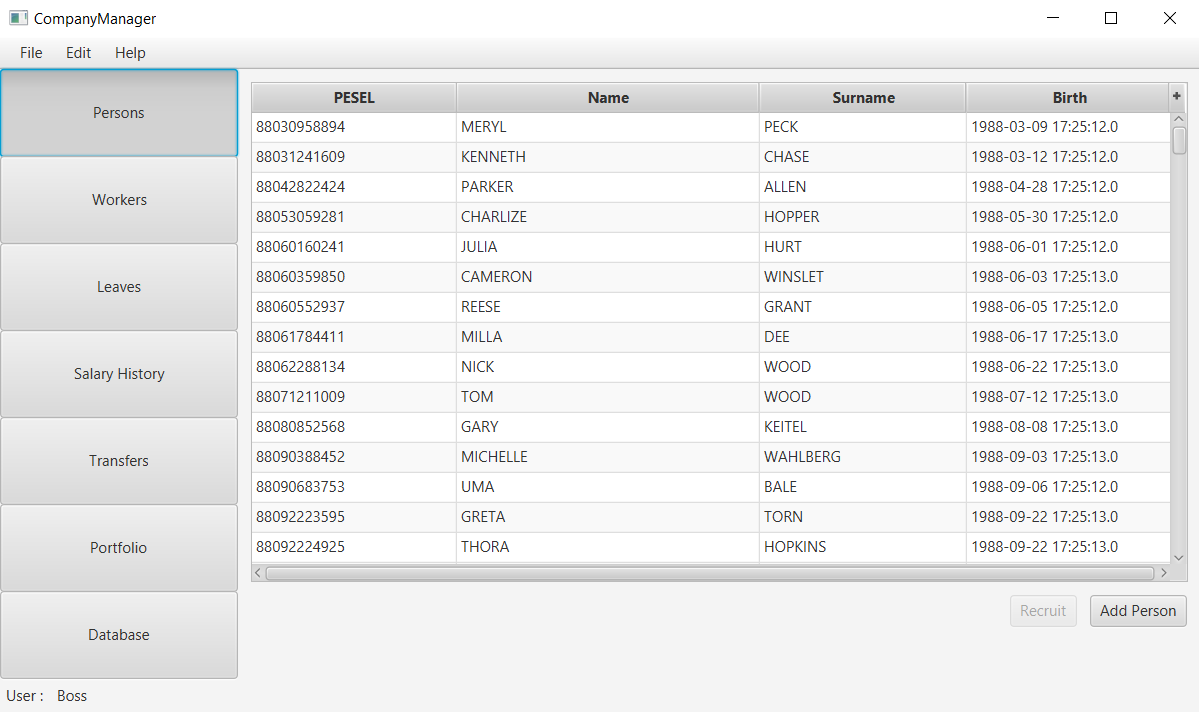 CompanyManager
File Edit Help
Persons
Workers
Leaves
Salary History
Transfers
Portfolio
Database
PESEL Name Surname Birth +
88030958894 MERYL PECK 1988-03-09 17:25:12.0
88031241609 KENNETH CHASE 1988-03-12 17:25:12.0
88042822424 PARKER ALLEN 1988-04-28 17:25:12.0
88053059281 CHARLIZE HOPPER 1988-05-30 17:25:12.0
88060160241 JULIA HURT 1988-06-01 17:25:12.0
88060359850 CAMERON WINSLET 1988-06-03 17:25:13.0
88060552937 REESE GRANT 1988-06-05 17:25:12.0
88061784411 MILLA DEE 1988-06-17 17:25:13.0
88062288134 NICK WOOD 1988-06-22 17:25:13.0
88071211009 TOM WOOD 1988-07-12 17:25:13.0
88080852568 GARY KEITEL 1988-08-08 17:25:13.0
88090388452 MICHELLE WAHLBERG 1988-09-03 17:25:13.0
88090683753 UMA BALE 1988-09-06 17:25:12.0
88092223595 GRETA TORN 1988-09-22 17:25:13.0
88092224925 THORA HOPKINS 1988-09-22 17:25:13.0
Recruit Add Person
User : Boss